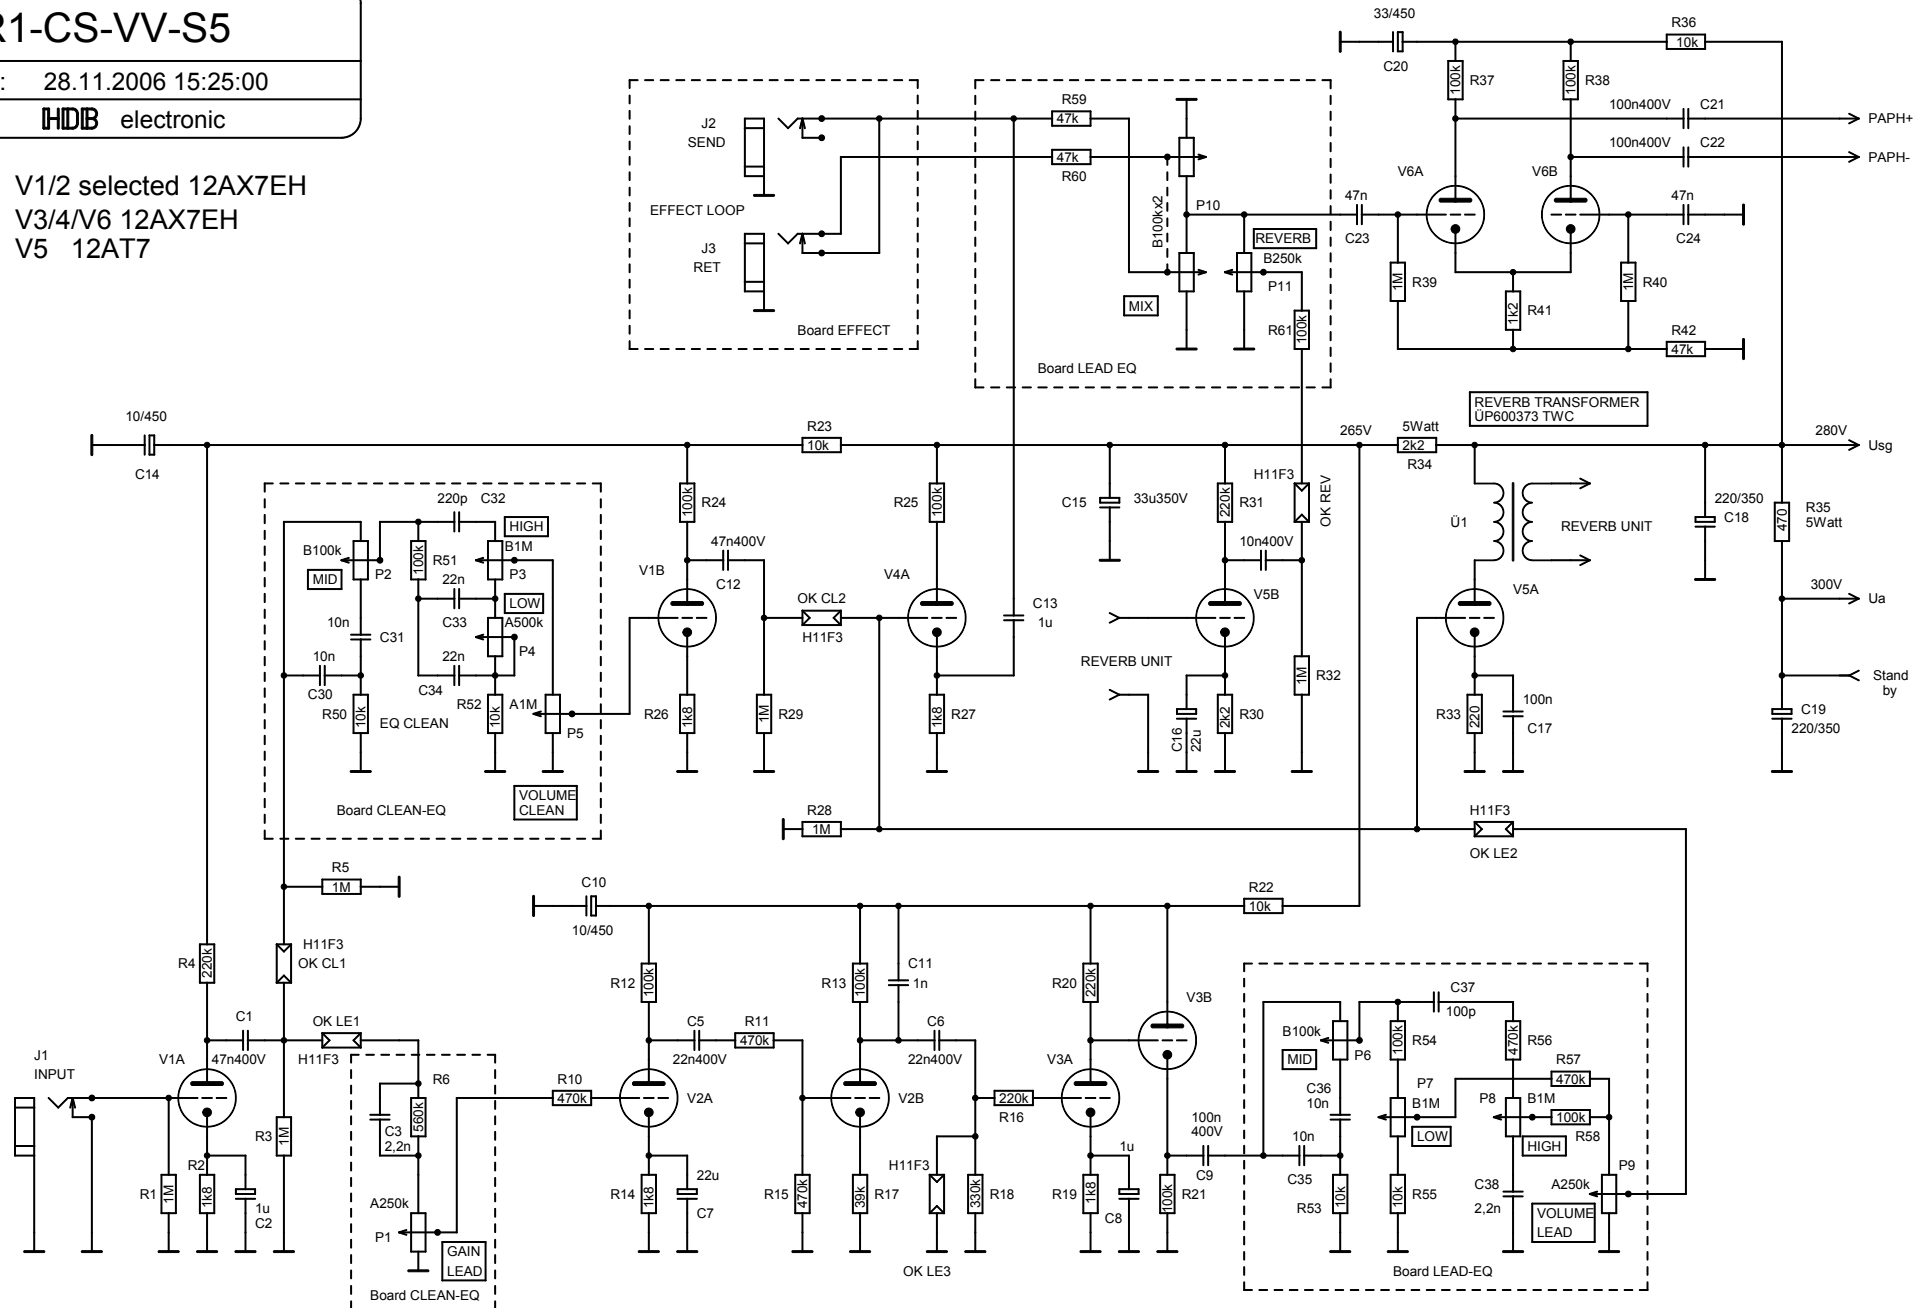 R1-CS-VV-S5
: 28.11.2006 15:25:00
HDB electronic
V1/2 selected 12AX7EH
V3/4/V6 12AX7EH
V5 12AT7
J2
SEND
EFFECT LOOP
J3
RET
Board EFFECT
R59
47k
47k
R60
P10
B100kx2
REVERB
B250k
P11
MIX
R61
100k
Board LEAD EQ
33/450
C20
R36
10k
R37
100k
R38
100k
100n400V
C21
PAPH+
100n400V
C22
PAPH-
V6A
V6B
47n
C23
47n
C24
R39
1M
R41
1k2
R40
1M
R42
47k
REVERB TRANSFORMER
ÜP600373 TWC
10/450
C14
R23
10k
265V
5Watt
2k2
R34
280V
Usg
220p
C32
HIGH
B1M
P3
B100k
MID
P2
R51
100k
22n
C33
LOW
A500k
P4
10n
C31
10n
C30
22n
C34
R50
10k
EQ CLEAN
R52
10k
A1M
P5
VOLUME
CLEAN
Board CLEAN-EQ
R24
100k
47n400V
C12
V1B
R26
1k8
R29
1M
OK CL2
H11F3
R25
100k
V4A
R27
1k8
C13
1u
C15
33u350V
R31
220k
10n400V
V5B
H11F3
OK REV
REVERB UNIT
C16
22u
R30
2k2
R32
1M
Ü1
REVERB UNIT
V5A
R33
220
100n
C17
220/350
C18
R35
5Watt
470
300V
Ua
Stand
by
C19
220/350
R28
1M
H11F3
OK LE2
R5
1M
C10
10/450
R22
10k
R4
220k
H11F3
OK CL1
C1
47n400V
OK LE1
H11F3
J1
INPUT
V1A
R1
1M
R2
1k8
1u
C2
R3
1M
R6
560k
C3
2,2n
A250k
P1
GAIN
LEAD
Board CLEAN-EQ
R10
470k
R12
100k
C5
22n400V
R11
470k
V2A
R14
1k8
22u
C7
R15
470k
R13
100k
C11
1n
C6
22n400V
V2B
R17
39k
H11F3
OK LE3
R18
330k
220k
R16
R20
220k
V3A
V3B
R19
1k8
1u
C8
R21
100k
100n
400V
C9
B100k
MID
P6
C36
10n
10n
C35
R53
10k
R54
100k
C37
100p
P7
B1M
LOW
R55
10k
R56
470k
R57
470k
P8
B1M
100k
R58
HIGH
C38
2,2n
P9
A250k
VOLUME
LEAD
Board LEAD-EQ